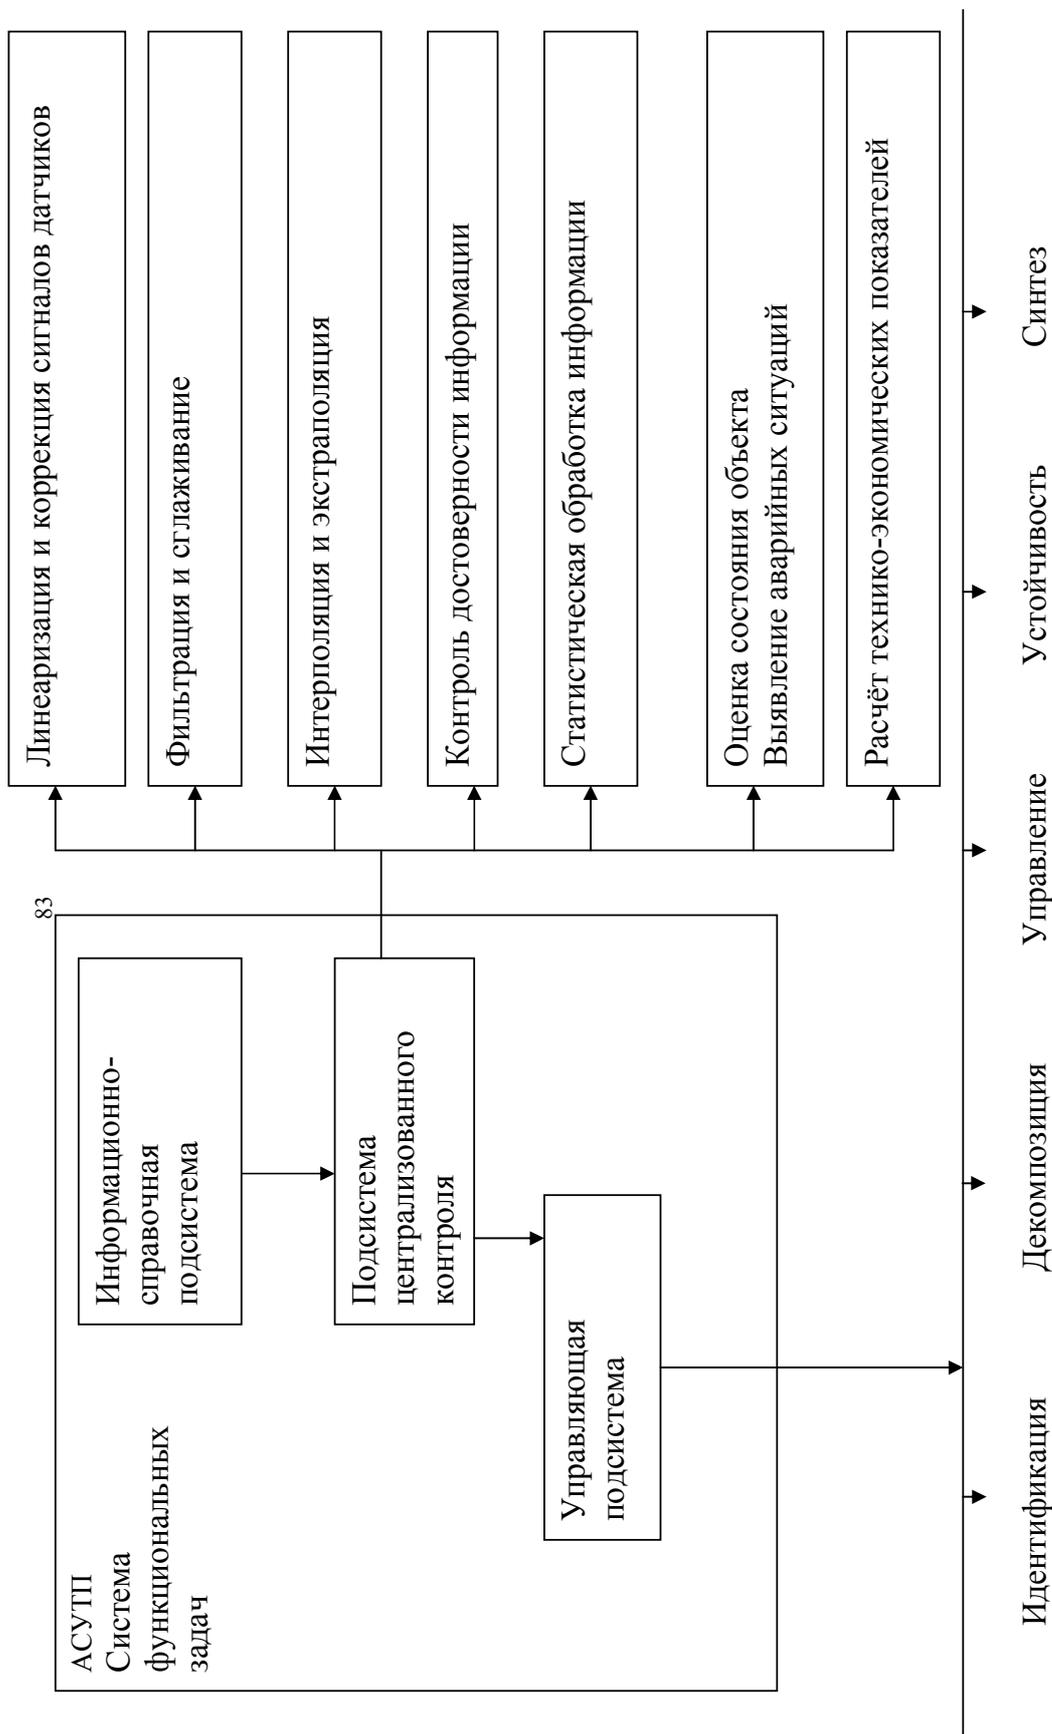 83
АСУТП
Система
функциональных
задач
Информационно-
справочная
подсистема
Подсистема
централизованного
контроля
Управляющая
подсистема
Линеаризация и коррекция сигналов датчиков
Фильтрация и сглаживание
Интерполяция и экстраполяция
Контроль достоверности информации
Статистическая обработка информации
Оценка состояния объекта
Выявление аварийных ситуаций
Расчёт технико-экономических показателей
Идентификация
Декомпозиция
Управление
Устойчивость
Синтез